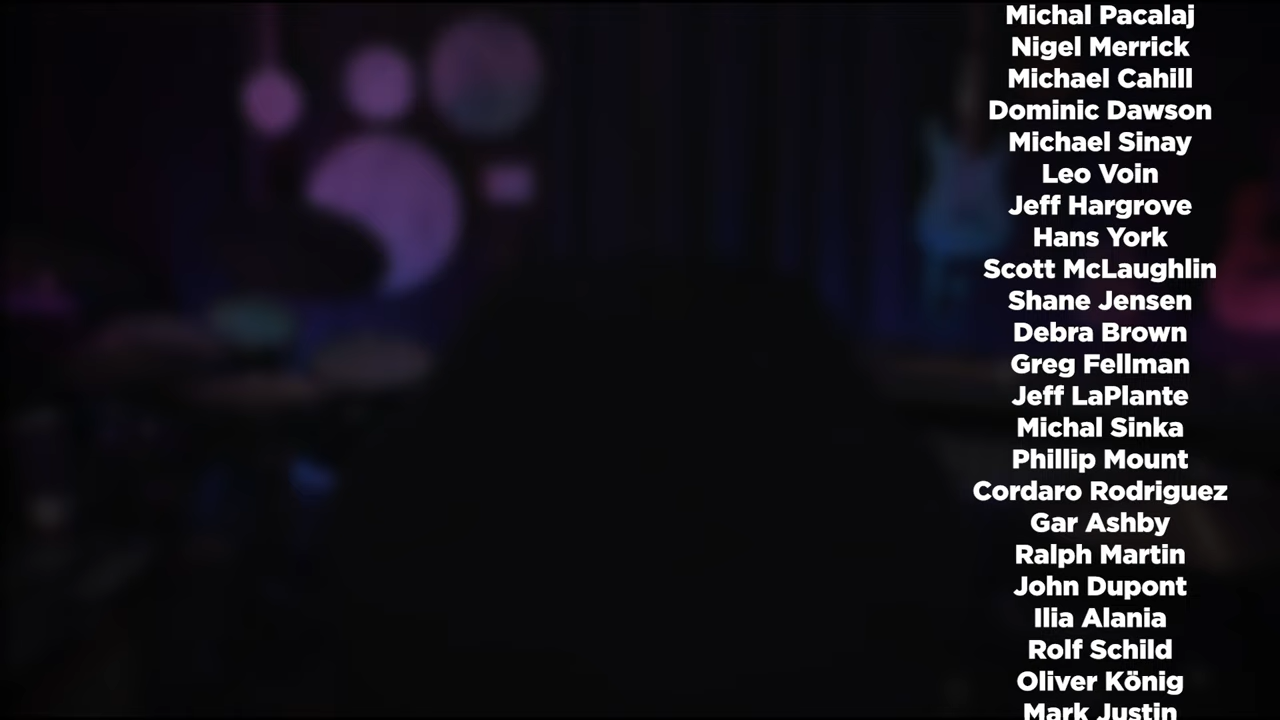 Michal Pacalaj
Nigel Merrick
Michael Cahill
Dominic Dawson
Michael Sinay
Leo Voin
Jeff Hargrove
Hans York
Scott McLaughlin
Shane Jensen
Debra Brown
Greg Fellman
Jeff LaPlante
Michal Sinka
Phillip Mount
Cordaro Rodriguez
Gar Ashby
Ralph Martin
John Dupont
Ilia Alania
Rolf Schild
Oliver König
Mark Justin